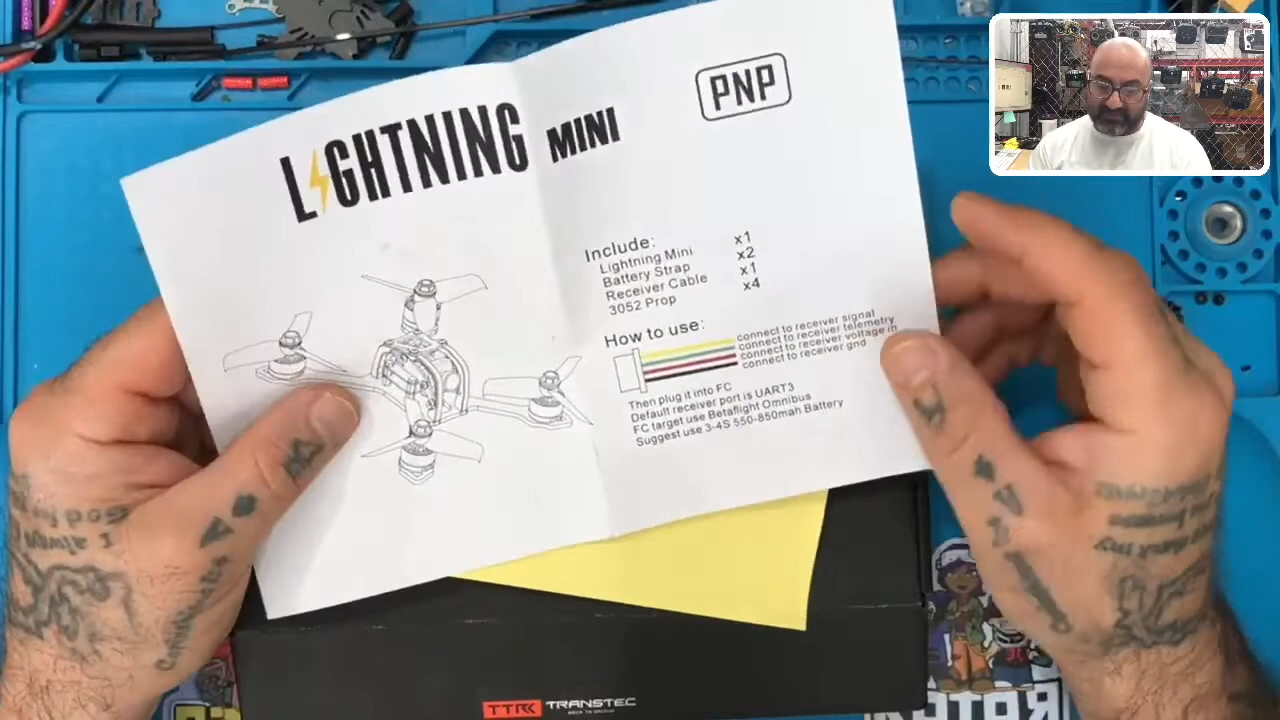 LIGHTNING MINI
PNP
Include:
Lightning Mini x1
Battery Strap x2
Receiver Cable x1
3052 Prop x4
How to use:
connect to receiver signal
connect to receiver telemetry
connect to receiver voltage in
connect to receiver gnd
Then plug it into FC
Default receiver port is UART3
FC target use Betaflight Omnibus
Suggest use 3-4S 550-850mah Battery
TTRK TRANSTEC